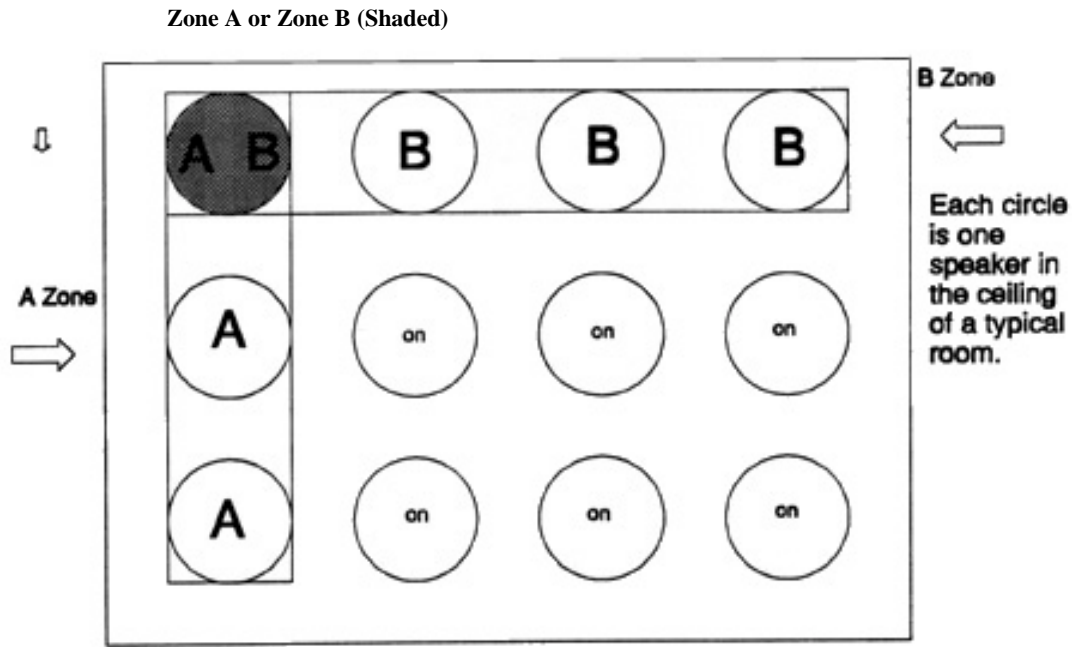 Zone A or Zone B (Shaded)
B Zone
A B
B
B
B
Each circle
is one
speaker in
the ceiling
of a typical
room.
A Zone
A
on
on
on
A
on
on
on